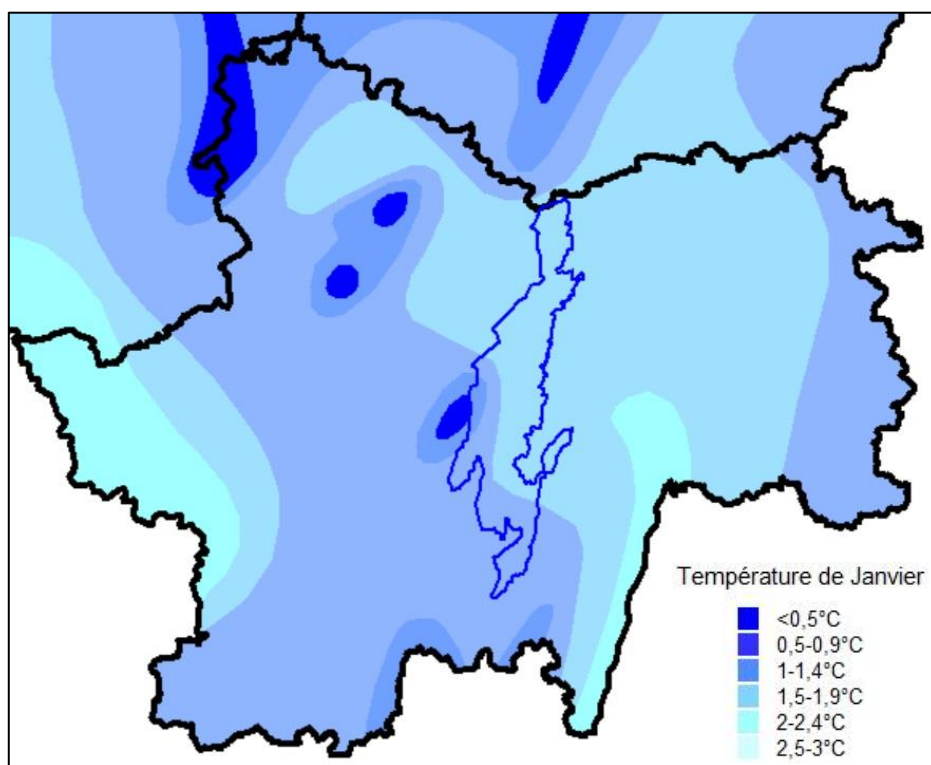 Température de Janvier
<0,5°C
0,5-0,9°C
1-1,4°C
1,5-1,9°C
2-2,4°C
2,5-3°C